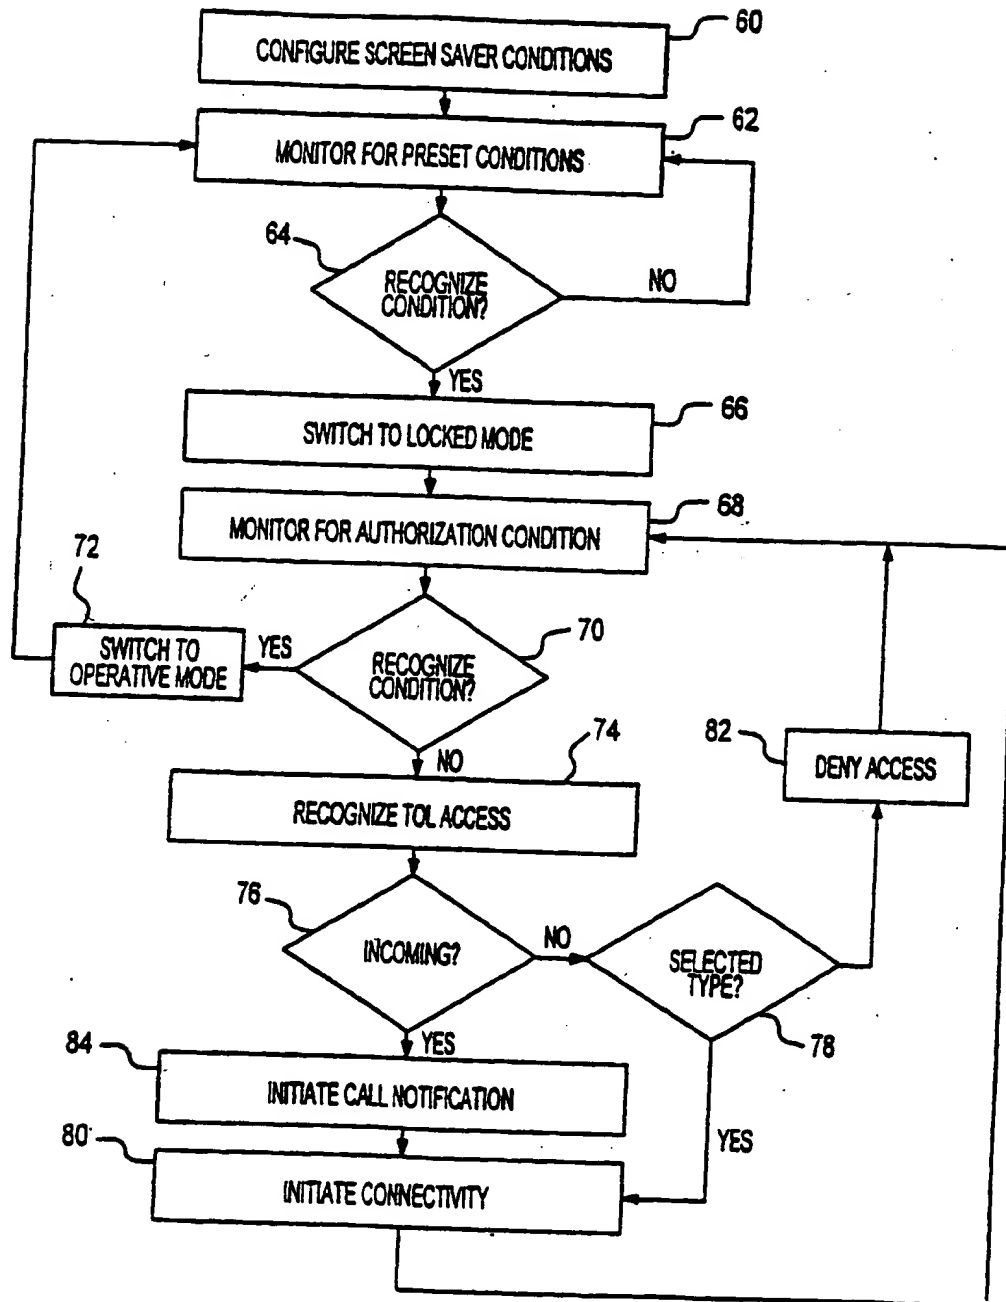 60
CONFIGURE SCREEN SAVER CONDITIONS
62
MONITOR FOR PRESET CONDITIONS
64
RECOGNIZE
CONDITION?
NO
YES
66
SWITCH TO LOCKED MODE
68
MONITOR FOR AUTHORIZATION CONDITION
72
SWITCH TO
OPERATIVE MODE
YES
70
RECOGNIZE
CONDITION?
NO
74
RECOGNIZE TOL ACCESS
82
DENY ACCESS
76
INCOMING?
NO
SELECTED
TYPE?
78
YES
84
INITIATE CALL NOTIFICATION
YES
80
INITIATE CONNECTIVITY